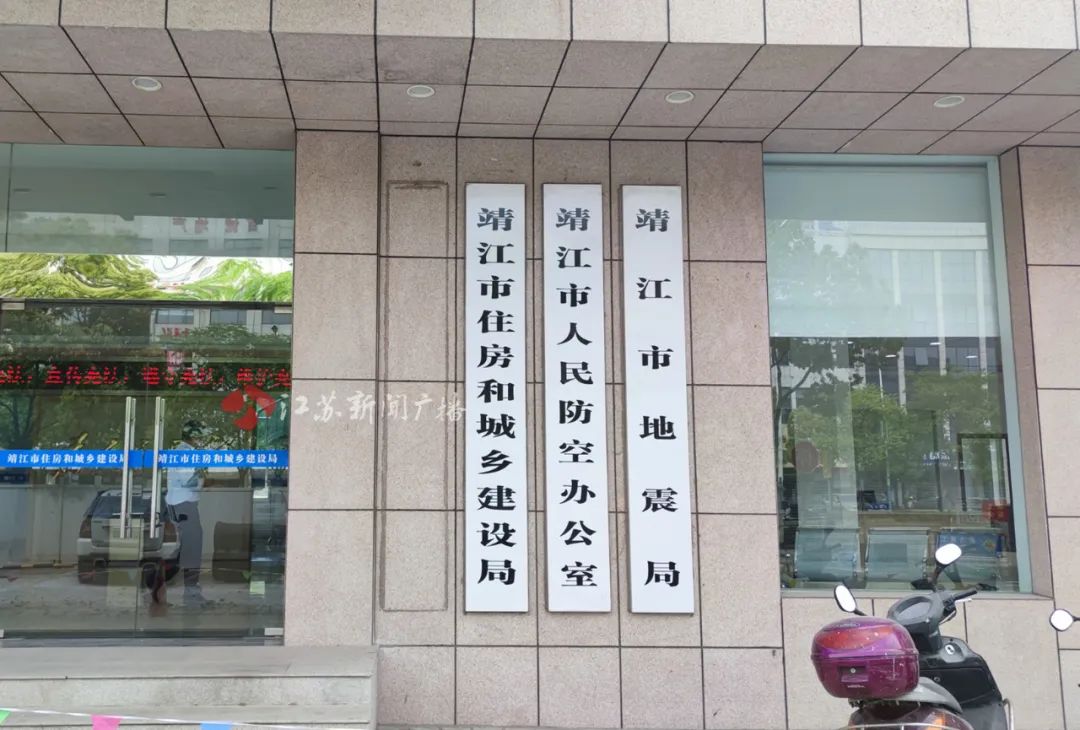 靖江市住房和城乡建设局
靖江市人民防空办公室
靖江市地震局
江苏新闻广播
靖江市住房和城乡建设局
靖江市住房和城乡建设局